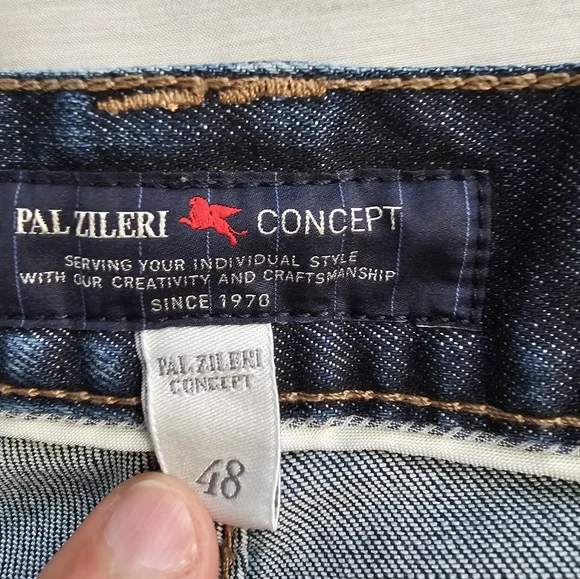 PAL ZILERI CONCEPT
SERVING YOUR INDIVIDUAL STYLE
WITH OUR CREATIVITY AND CRAFTSMANSHIP
SINCE 1970
PAL ZILERI
CONCEPT
48